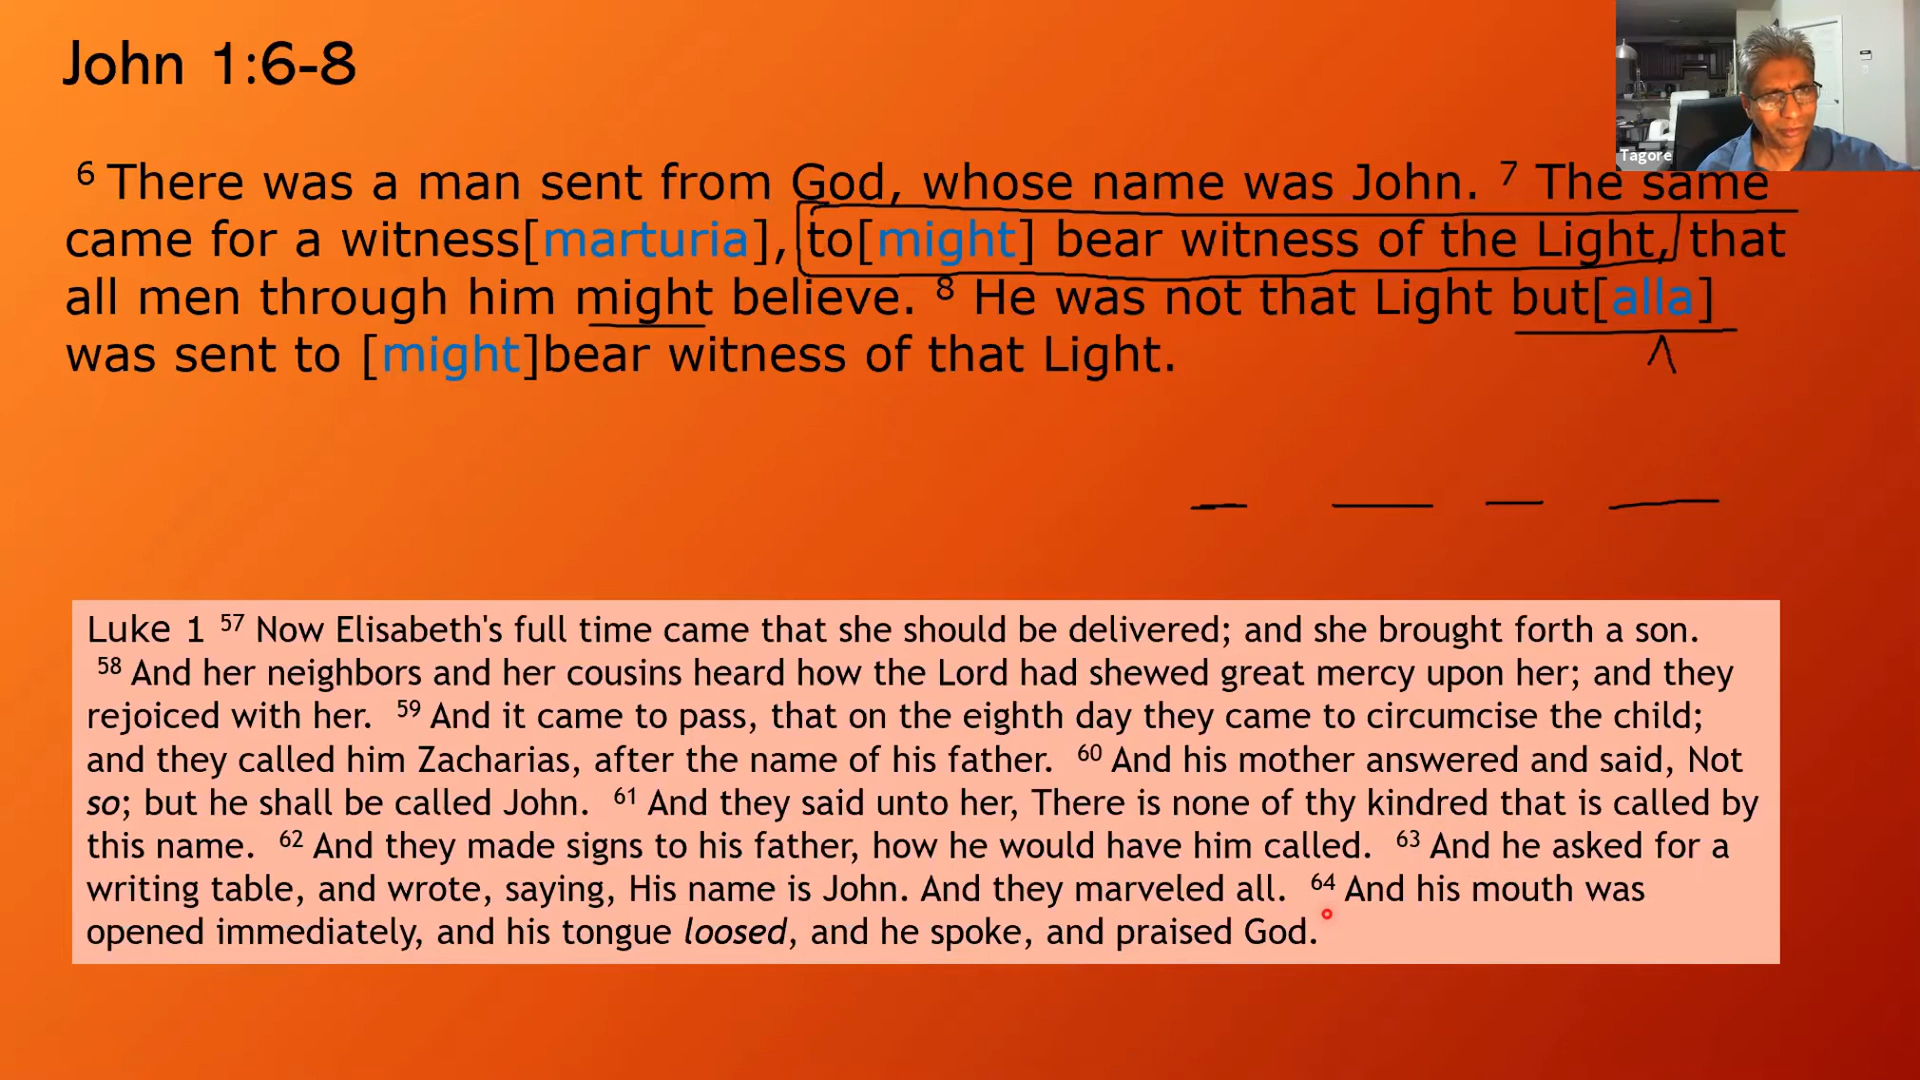 John 1:6-8
Tagore
6 There was a man sent from God, whose name was John. 7 The same
came for a witness[marturia], to[might] bear witness of the Light, that
all men through him might believe. 8 He was not that Light but[alla]
was sent to [might]bear witness of that Light.
Luke 1 57 Now Elisabeth's full time came that she should be delivered; and she brought forth a son.
58 And her neighbors and her cousins heard how the Lord had shewed great mercy upon her; and they
rejoiced with her. 59 And it came to pass, that on the eighth day they came to circumcise the child;
and they called him Zacharias, after the name of his father. 60 And his mother answered and said, Not
so; but he shall be called John. 61 And they said unto her, There is none of thy kindred that is called by
this name. 62 And they made signs to his father, how he would have him called. 63 And he asked for a
writing table, and wrote, saying, His name is John. And they marveled all. 64 And his mouth was
opened immediately, and his tongue loosed, and he spoke, and praised God.